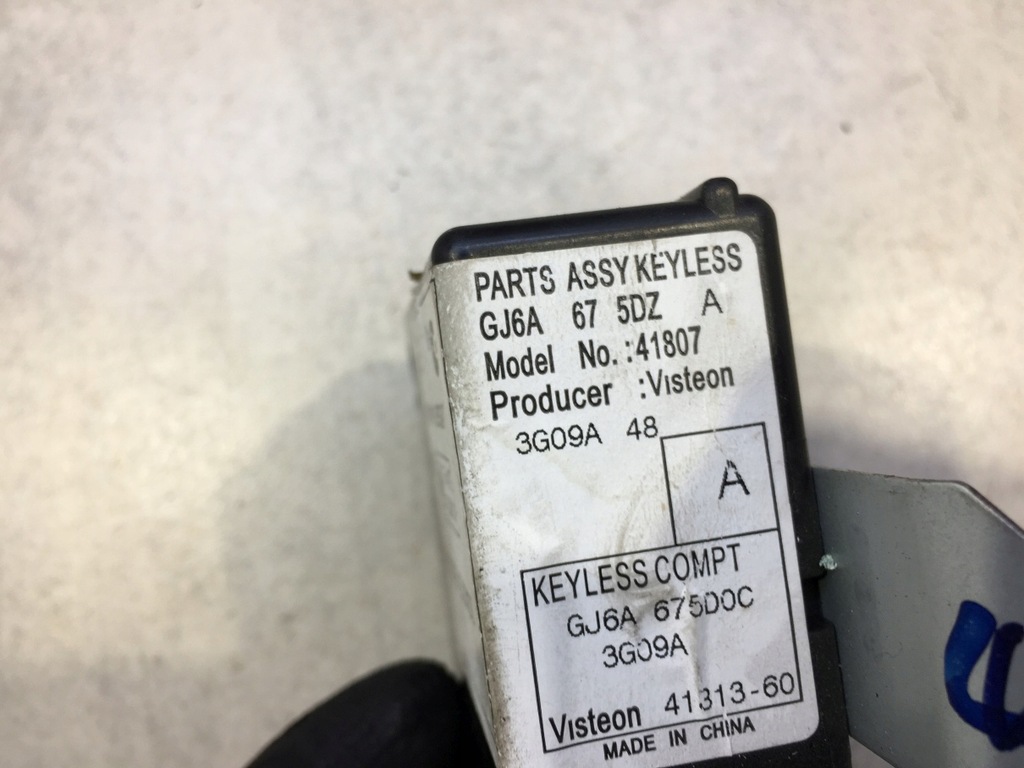 PARTS ASSY KEYLESS
GJ6A 67 5DZ A
Model No.:41807
Producer :Visteon
3G09A 48
A
KEYLESS COMPT
GJ6A 675D0C
3G09A
Visteon 41313-60
MADE IN CHINA